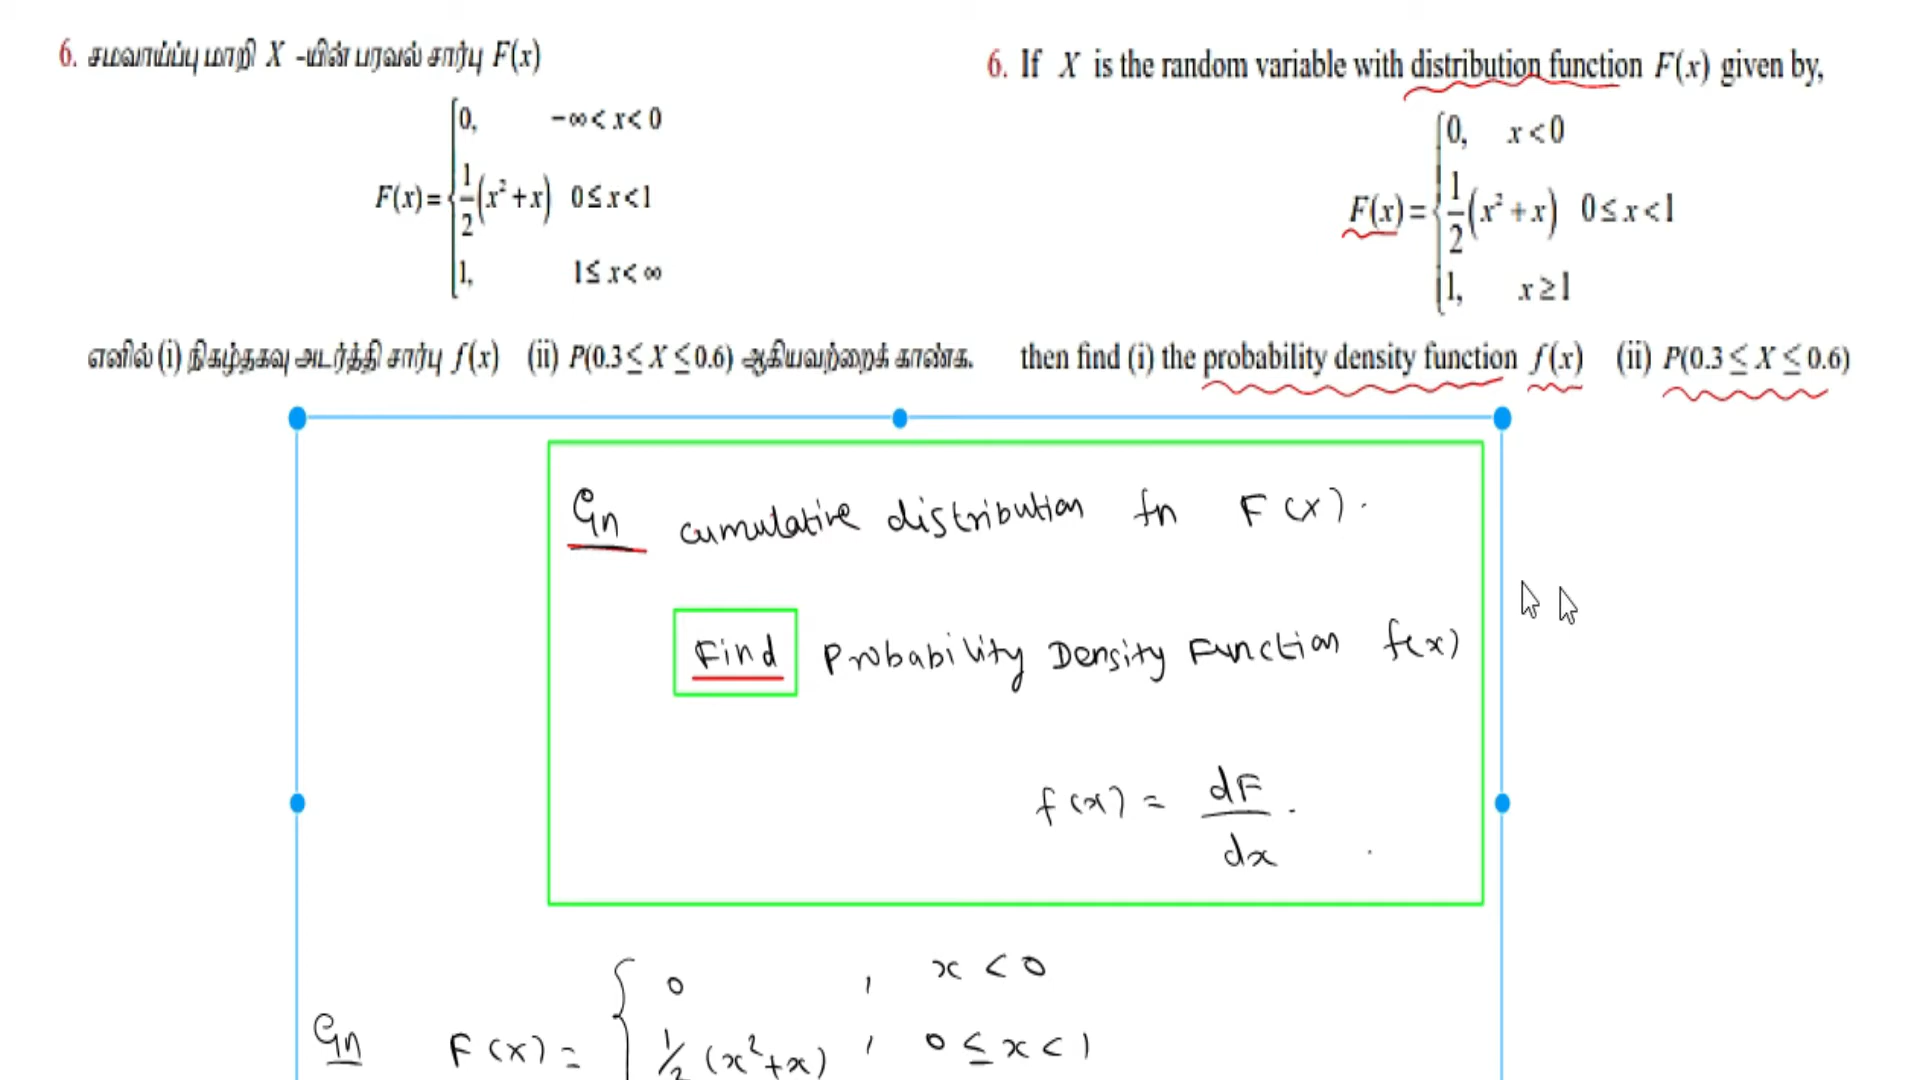 6. சமவாய்ப்பு மாறி X -யின் பரவல் சார்பு F(x)
F(x) = { 0, −∞ < x < 0
1/2 (x² + x) 0 ≤ x < 1
1, 1 ≤ x < ∞
எனில் (i) நிகழ்தகவு அடர்த்தி சார்பு f(x) (ii) P(0.3 ≤ X ≤ 0.6) ஆகியவற்றைக் காண்க.
6. If X is the random variable with distribution function F(x) given by,
F(x) = { 0, x < 0
1/2 (x² + x) 0 ≤ x < 1
1, x ≥ 1
then find (i) the probability density function f(x) (ii) P(0.3 ≤ X ≤ 0.6)
Gn cumulative distribution fn F(x).
Find Probability Density Function f(x)
f(x) = dF/dx .
Gn F(x) = { 0 , x < 0
1/2 (x² + x) , 0 ≤ x < 1